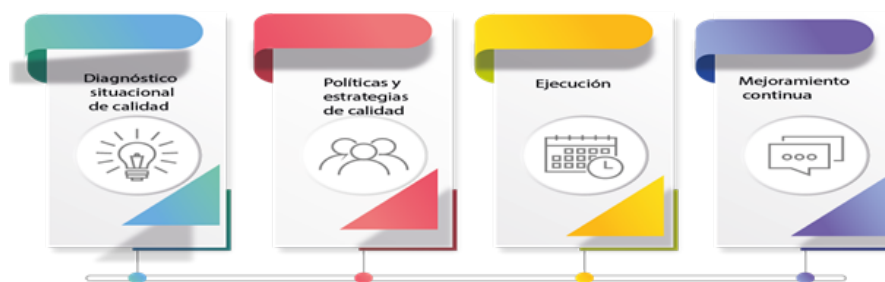 Diagnóstico
situacional
de calidad
Políticas y
estrategias
de calidad
Ejecución
Mejoramiento
continua